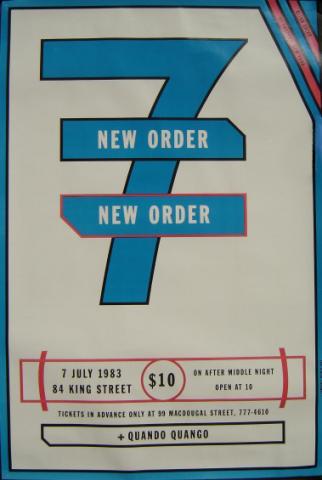 7
NEW ORDER
NEW ORDER
7 JULY 1983
84 KING STREET
$10
ON AFTER MIDDLE NIGHT
OPEN AT 10
TICKETS IN ADVANCE ONLY AT 99 MACDOUGAL STREET, 777-4610
+ QUANDO QUANGO